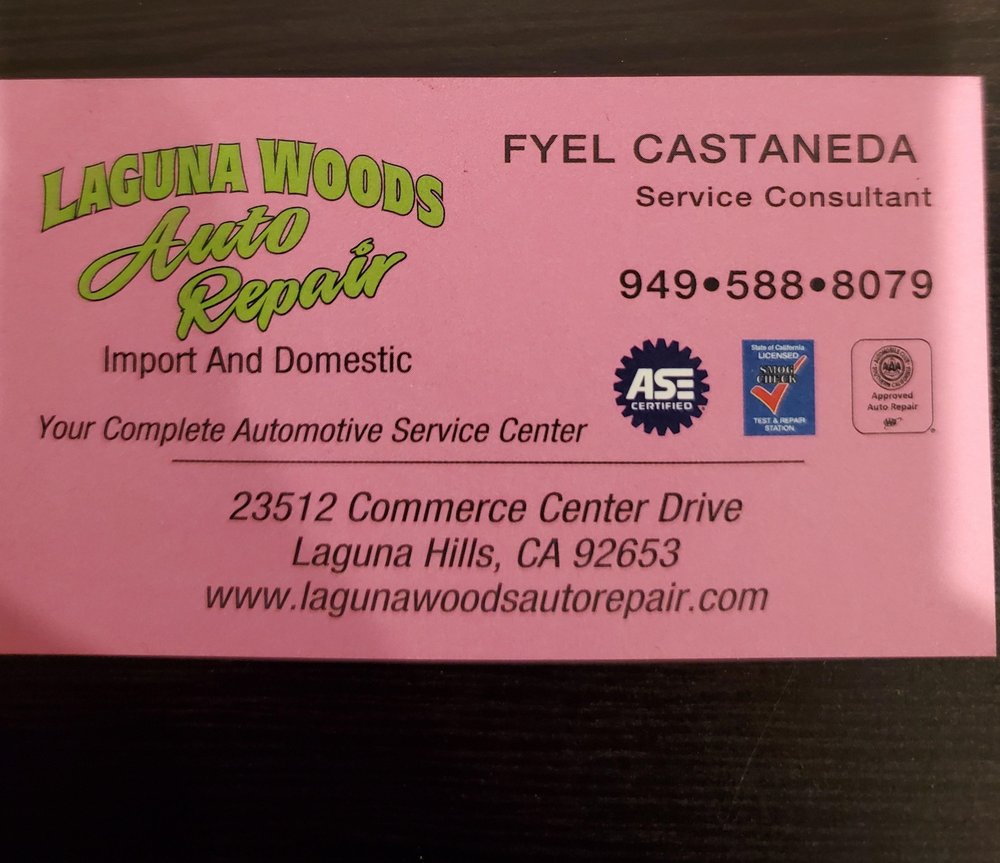 LAGUNA WOODS
Auto
Repair
Import And Domestic
Your Complete Automotive Service Center
FYEL CASTANEDA
Service Consultant
949•588•8079
ASE
CERTIFIED
State of California
LICENSED
SMOG
CHECK
TEST & REPAIR
STATION
AAA
Approved
Auto Repair
23512 Commerce Center Drive
Laguna Hills, CA 92653
www.lagunawoodsautorepair.com